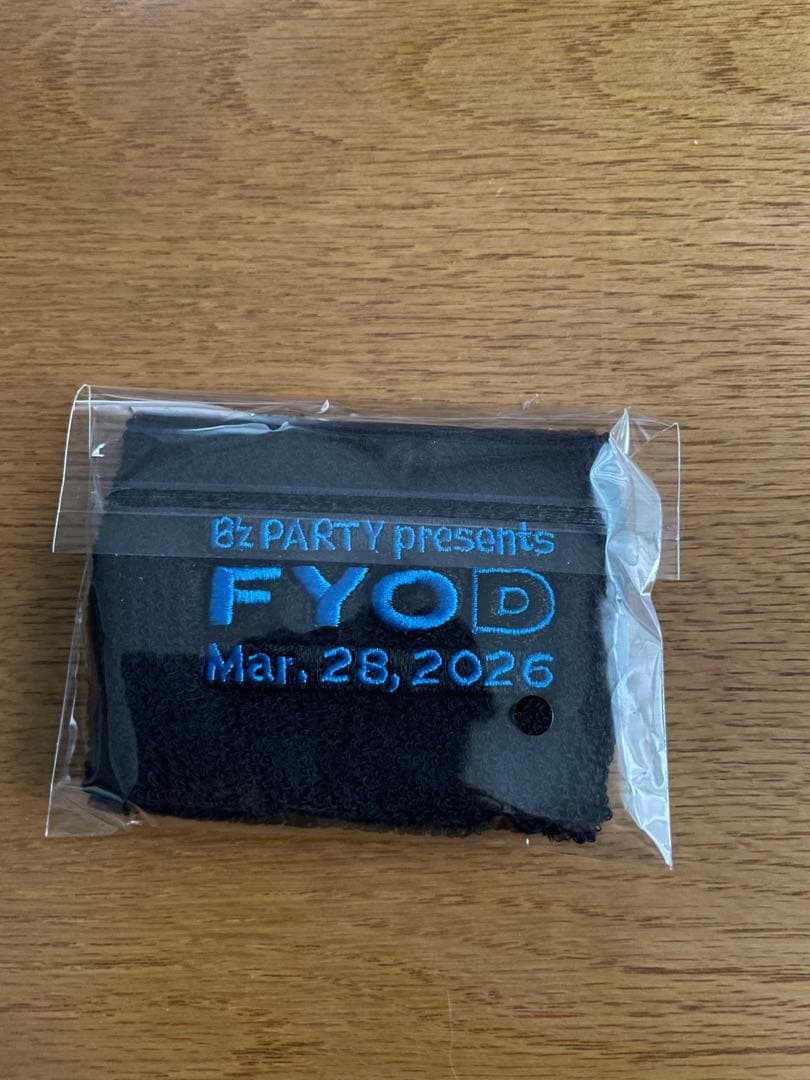 B'z PARTY presents
FYOD
Mar. 28, 2026